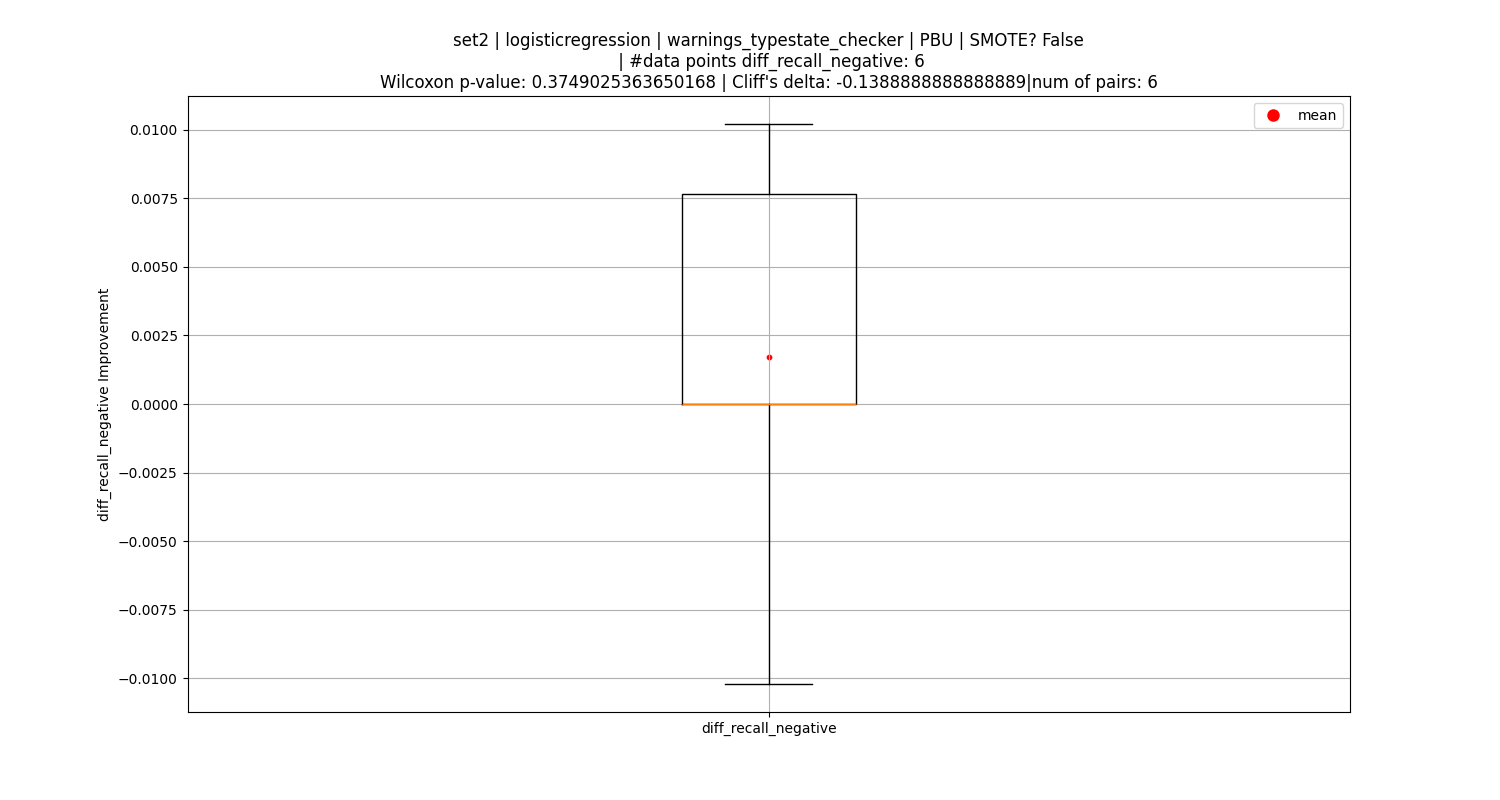 set2 | logisticregression | warnings_typestate_checker | PBU | SMOTE? False
| #data points diff_recall_negative: 6
Wilcoxon p-value: 0.3749025363650168 | Cliff's delta: -0.1388888888888889|num of pairs: 6
mean
0.0100
0.0075
0.0050
0.0025
0.0000
−0.0025
−0.0050
−0.0075
−0.0100
diff_recall_negative Improvement
diff_recall_negative